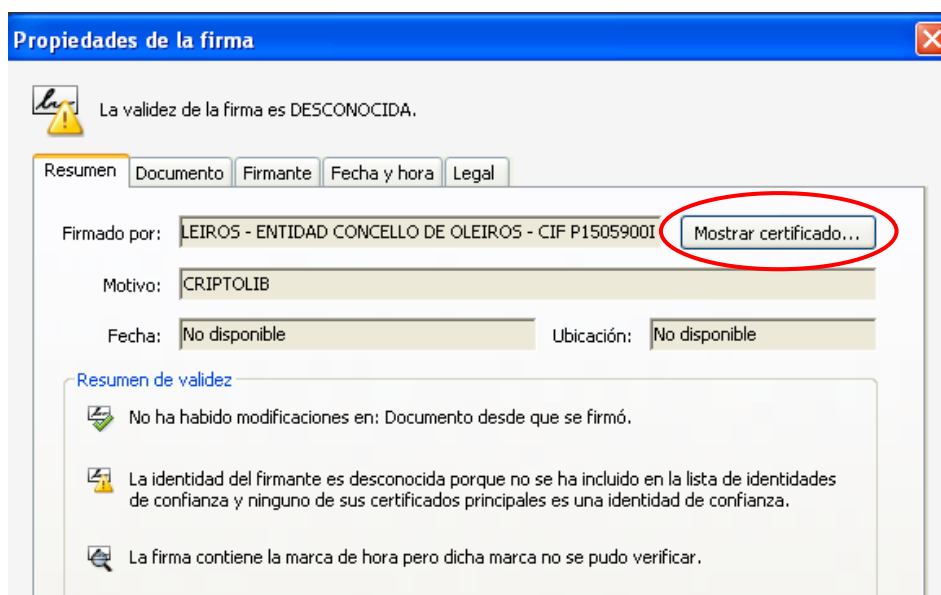 Propiedades de la firma
La validez de la firma es DESCONOCIDA.
Resumen Documento Firmante Fecha y hora Legal
Firmado por: LEIROS - ENTIDAD CONCELLO DE OLEIROS - CIF P1505900I Mostrar certificado...
Motivo: CRIPTOLIB
Fecha: No disponible Ubicación: No disponible
Resumen de validez
No ha habido modificaciones en: Documento desde que se firmó.
La identidad del firmante es desconocida porque no se ha incluido en la lista de identidades
de confianza y ninguno de sus certificados principales es una identidad de confianza.
La firma contiene la marca de hora pero dicha marca no se pudo verificar.